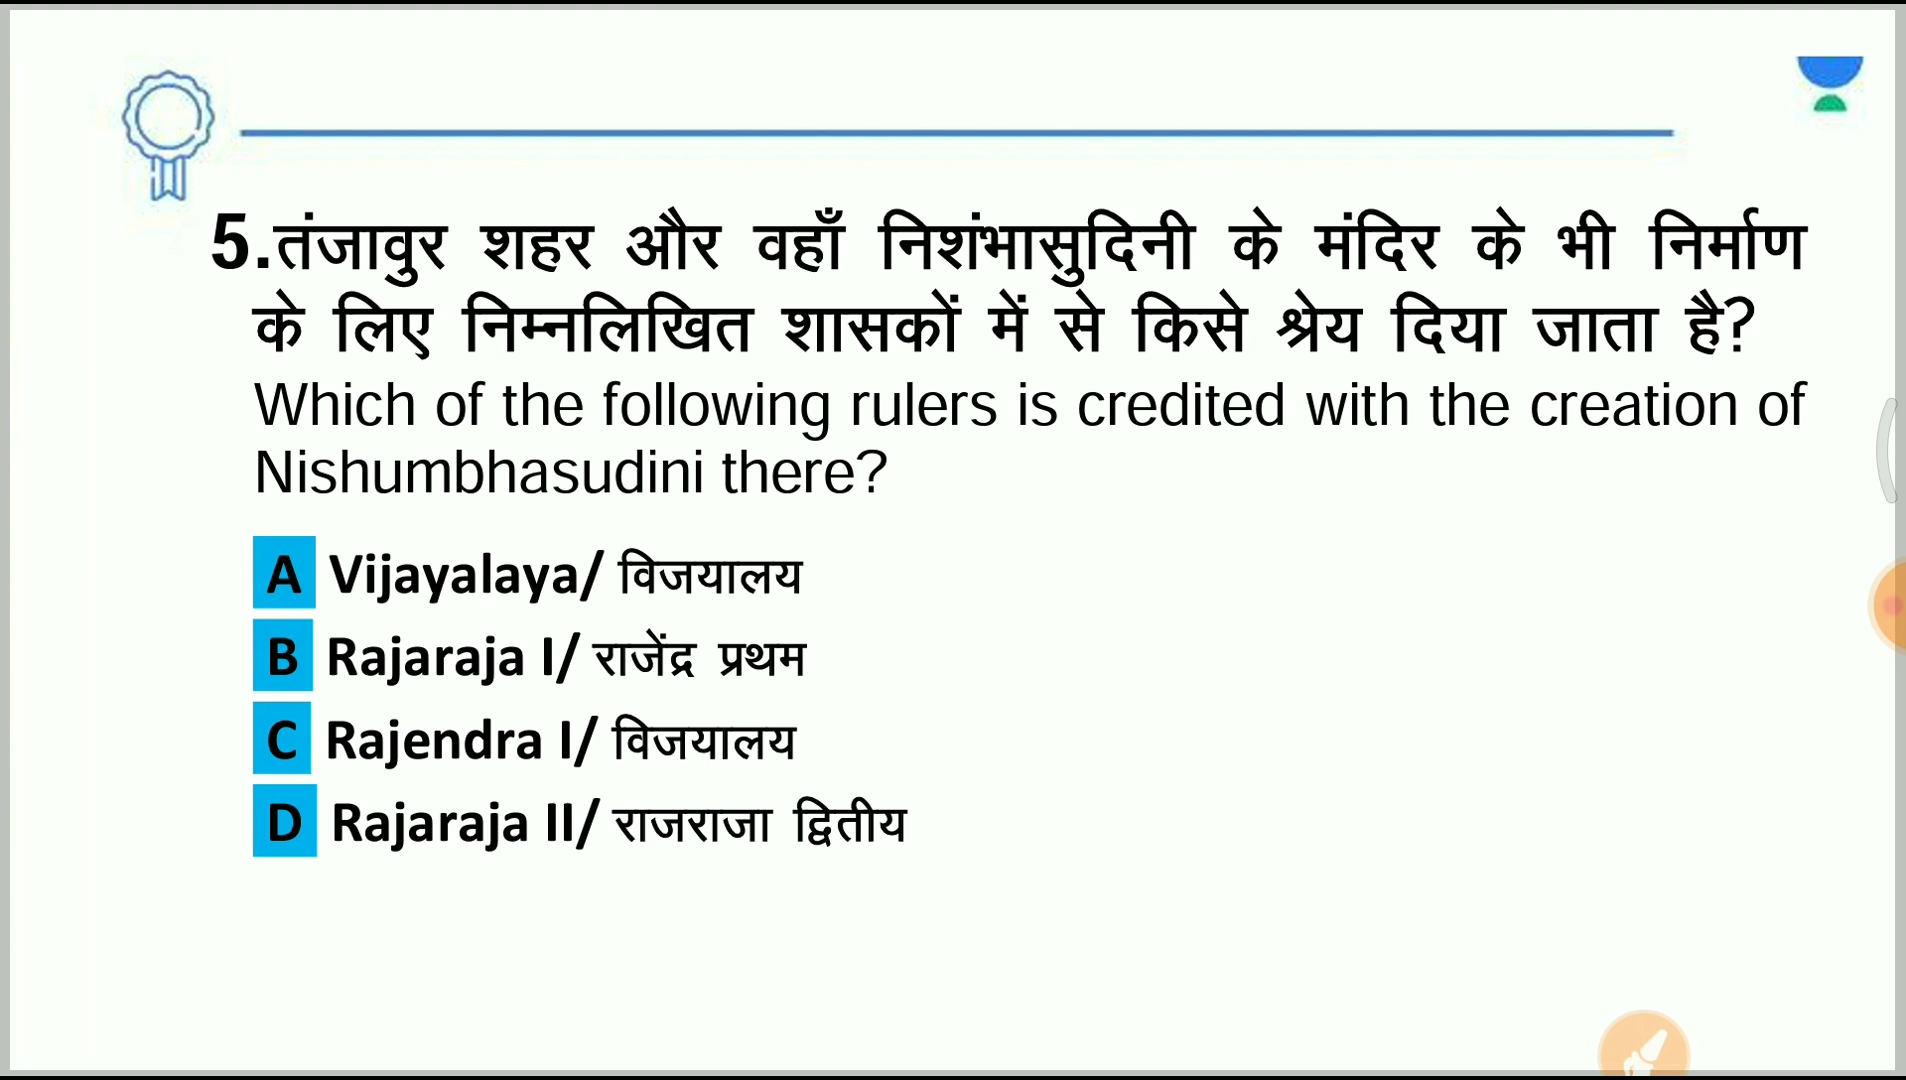 5.तंजावुर शहर और वहाँ निशंभासुदिनी के मंदिर के भी निर्माण
के लिए निम्नलिखित शासकों में से किसे श्रेय दिया जाता है?
Which of the following rulers is credited with the creation of
Nishumbhasudini there?
A Vijayalaya/ विजयालय
B Rajaraja I/ राजेंद्र प्रथम
C Rajendra I/ विजयालय
D Rajaraja II/ राजराजा द्वितीय